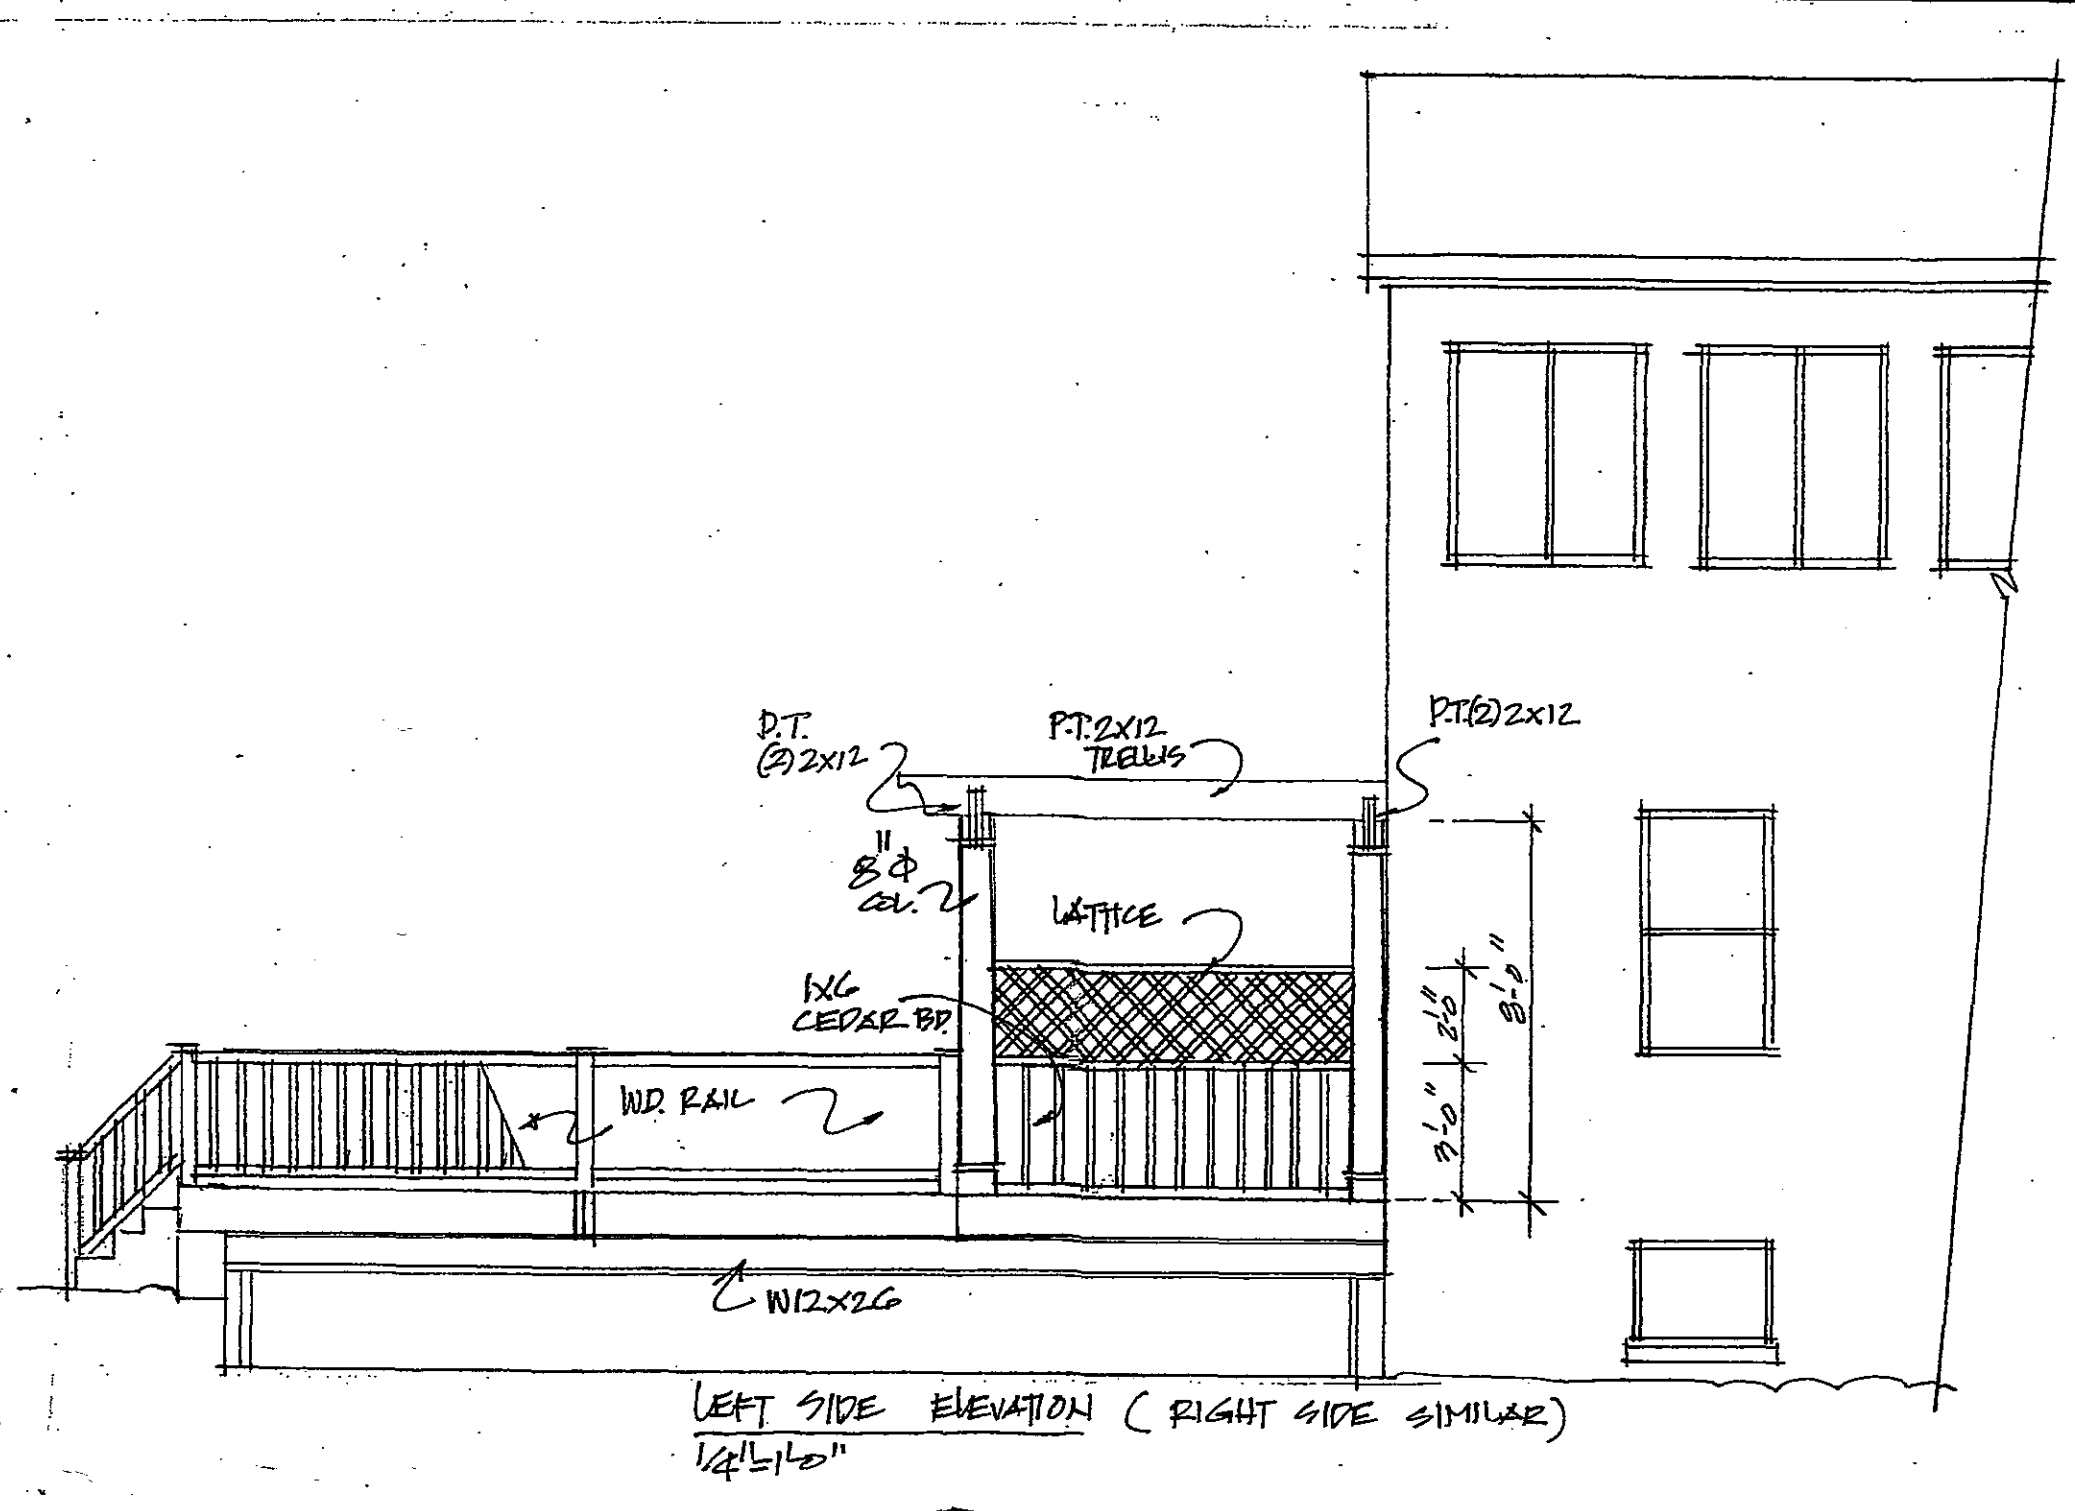 P.T.
(2) 2X12
P.T. 2X12
TRELLIS
P.T.(2) 2X12
8"Φ
COL.
LATTICE
1X6
CEDAR BD.
8'-0"
2'-0"
3'-0"
WD. RAIL
W12X26
LEFT SIDE ELEVATION (RIGHT SIDE SIMILAR)
1/4"=1'-0"